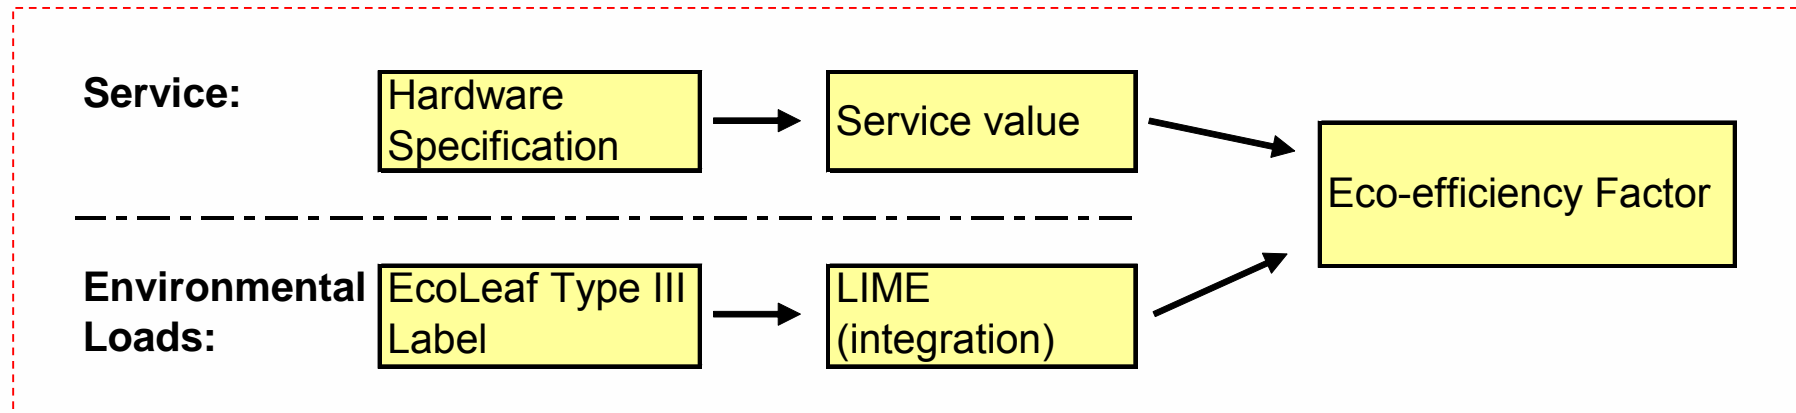 Service:
Hardware
Specification
Service value
Eco-efficiency Factor
Environmental
Loads:
EcoLeaf Type III
Label
LIME
(integration)